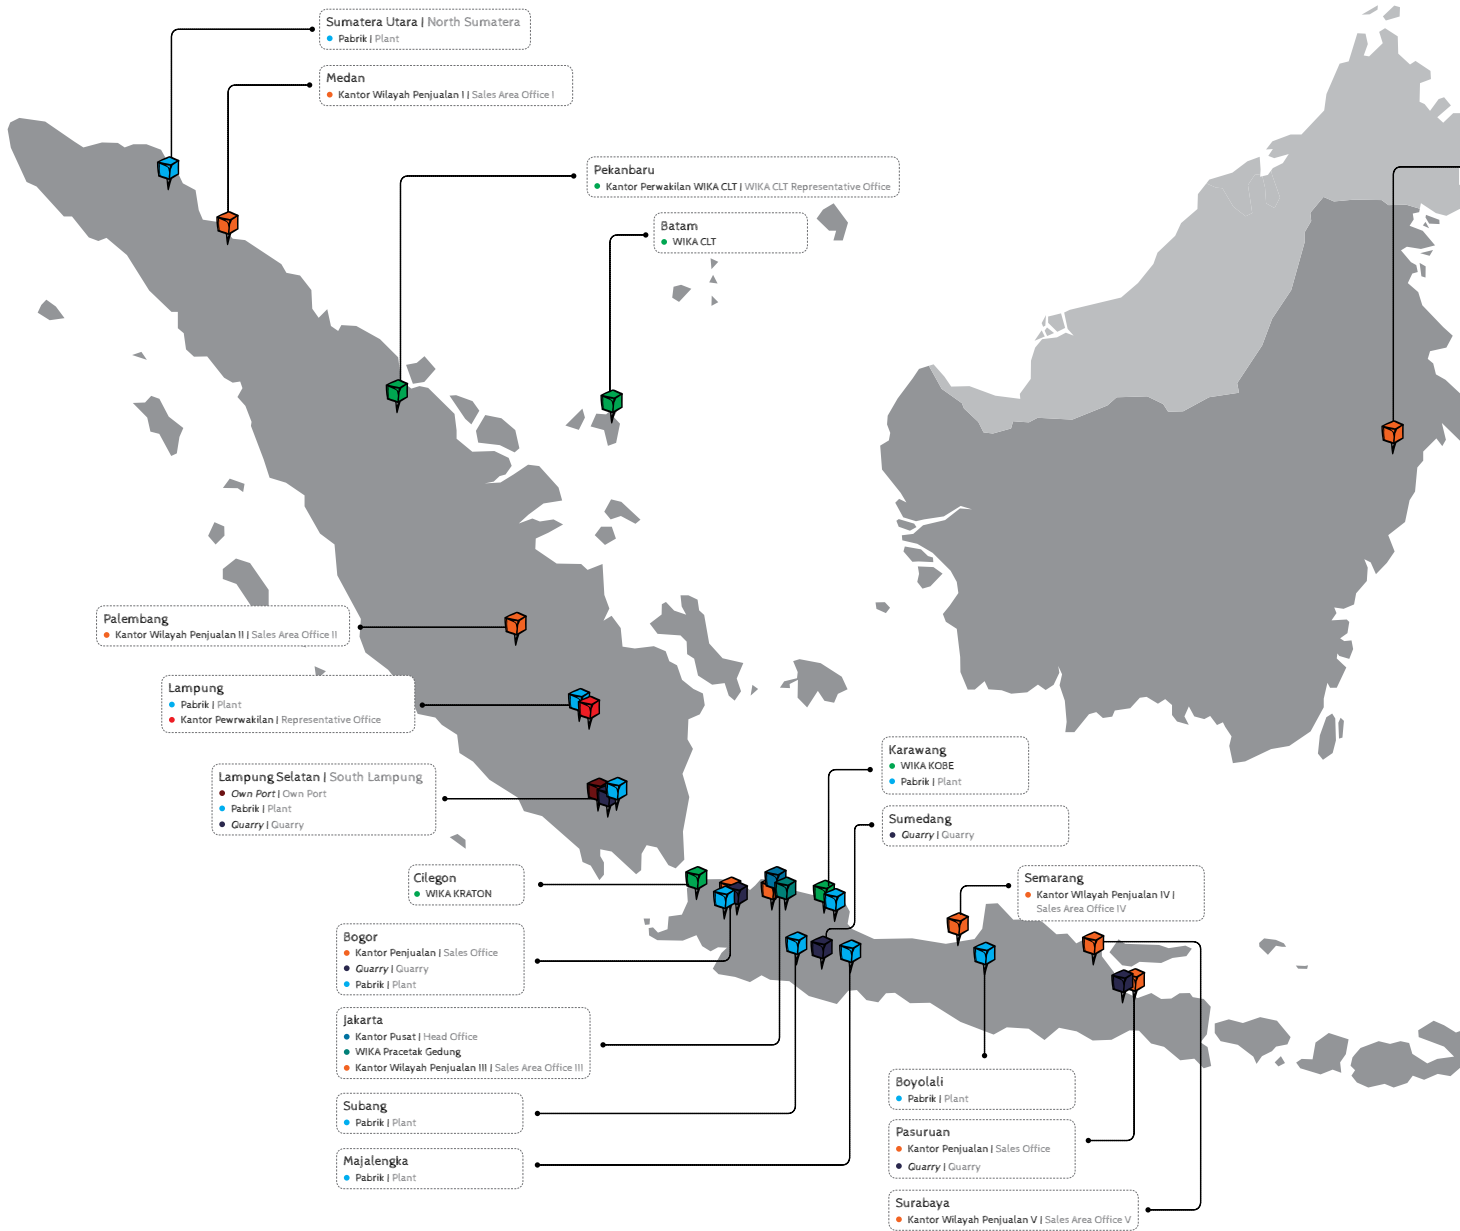 Sumatera Utara | North Sumatera
Pabrik | Plant
Medan
Kantor Wilayah Penjualan I | Sales Area Office I
Pekanbaru
Kantor Perwakilan WIKA CLT | WIKA CLT Representative Office
Batam
WIKA CLT
Palembang
Kantor Wilayah Penjualan II | Sales Area Office II
Lampung
Pabrik | Plant
Kantor Pewrwakilan | Representative Office
Lampung Selatan | South Lampung
Own Port | Own Port
Pabrik | Plant
Quarry | Quarry
Karawang
WIKA KOBE
Pabrik | Plant
Sumedang
Quarry | Quarry
Cilegon
WIKA KRATON
Semarang
Kantor WIlayah Penjualan IV |
Sales Area Office IV
Bogor
Kantor Penjualan | Sales Office
Quarry | Quarry
Pabrik | Plant
Jakarta
Kantor Pusat | Head Office
WIKA Pracetak Gedung
Kantor Wilayah Penjualan III | Sales Area Office III
Subang
Pabrik | Plant
Majalengka
Pabrik | Plant
Boyolali
Pabrik | Plant
Pasuruan
Kantor Penjualan | Sales Office
Quarry | Quarry
Surabaya
Kantor Wilayah Penjualan V | Sales Area Office V